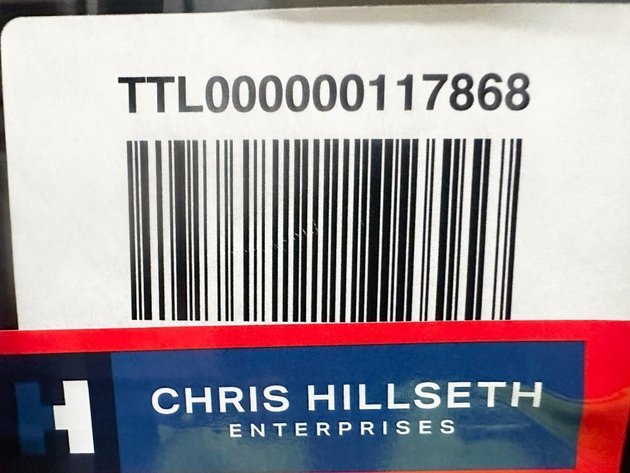 TTL000000117868
CHRIS HILLSETH
ENTERPRISES